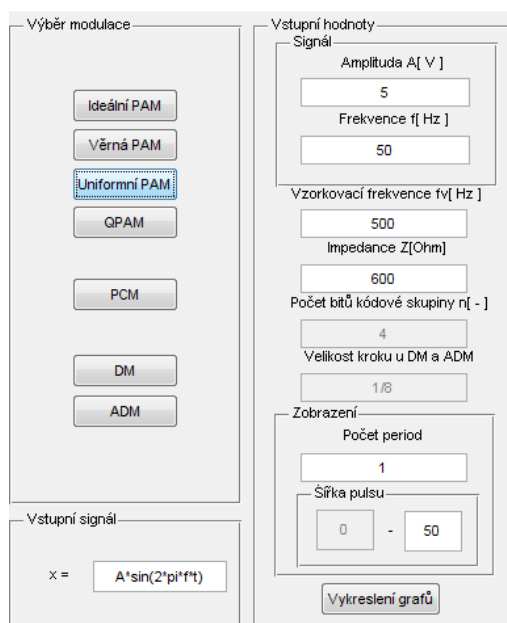 Výběr modulace
Ideální PAM
Věrná PAM
Uniformní PAM
QPAM
PCM
DM
ADM
Vstupní signál
x =
A*sin(2*pi*f*t)
Vstupní hodnoty
Signál
Amplituda A[ V ]
5
Frekvence f[ Hz ]
50
Vzorkovací frekvence fv[ Hz ]
500
Impedance Z[Ohm]
600
Počet bitů kódové skupiny n[ - ]
4
Velikost kroku u DM a ADM
1/8
Zobrazení
Počet period
1
Šířka pulsu
0 - 50
Vykreslení grafů